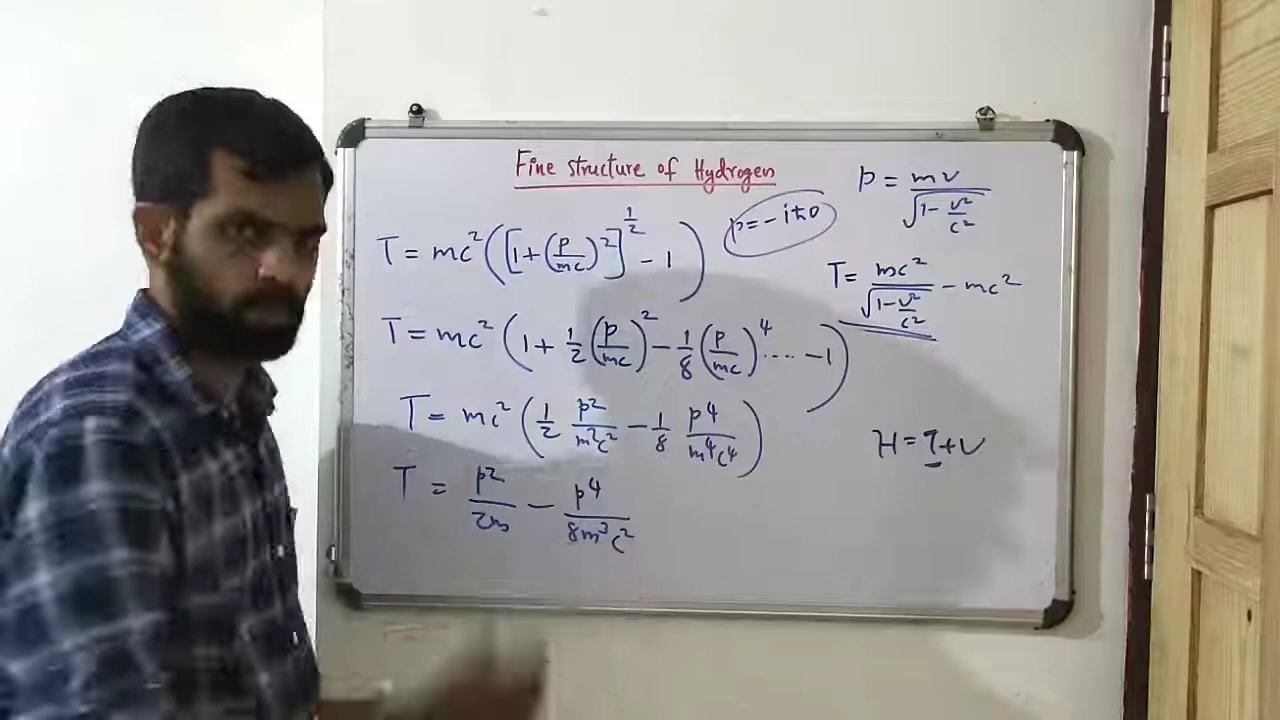 Fine structure of Hydrogen
T = mc² ([1+(p/mc)²]^½ - 1)
p = -iħ∇
p = mv/√(1 - v²/c²)
T = mc²/√(1 - v²/c²) - mc²
T = mc² (1 + 1/2 (p/mc)² - 1/8 (p/mc)⁴ .... - 1)
T = mc² (1/2 p²/m²c² - 1/8 p⁴/m⁴c⁴)
H = T+V
T = p²/2m - p⁴/8m³c²